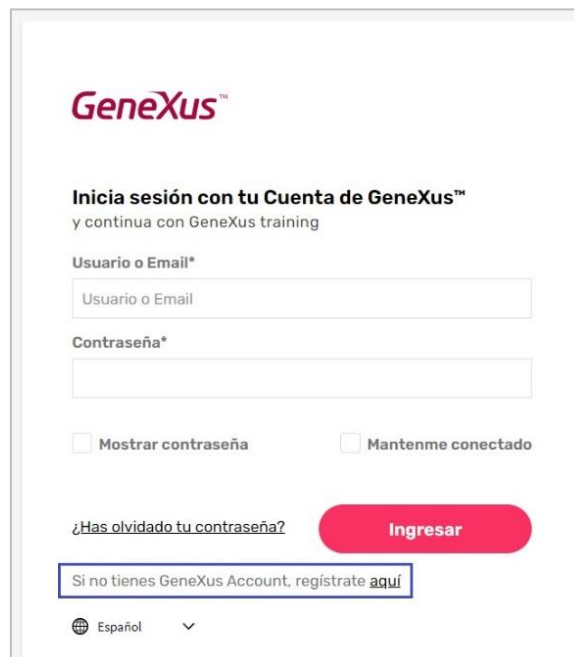 GeneXus™
Inicia sesión con tu Cuenta de GeneXus™
y continua con GeneXus training
Usuario o Email*
Usuario o Email
Contraseña*
Mostrar contraseña
Mantenme conectado
¿Has olvidado tu contraseña?
Ingresar
Si no tienes GeneXus Account, regístrate aquí
Español